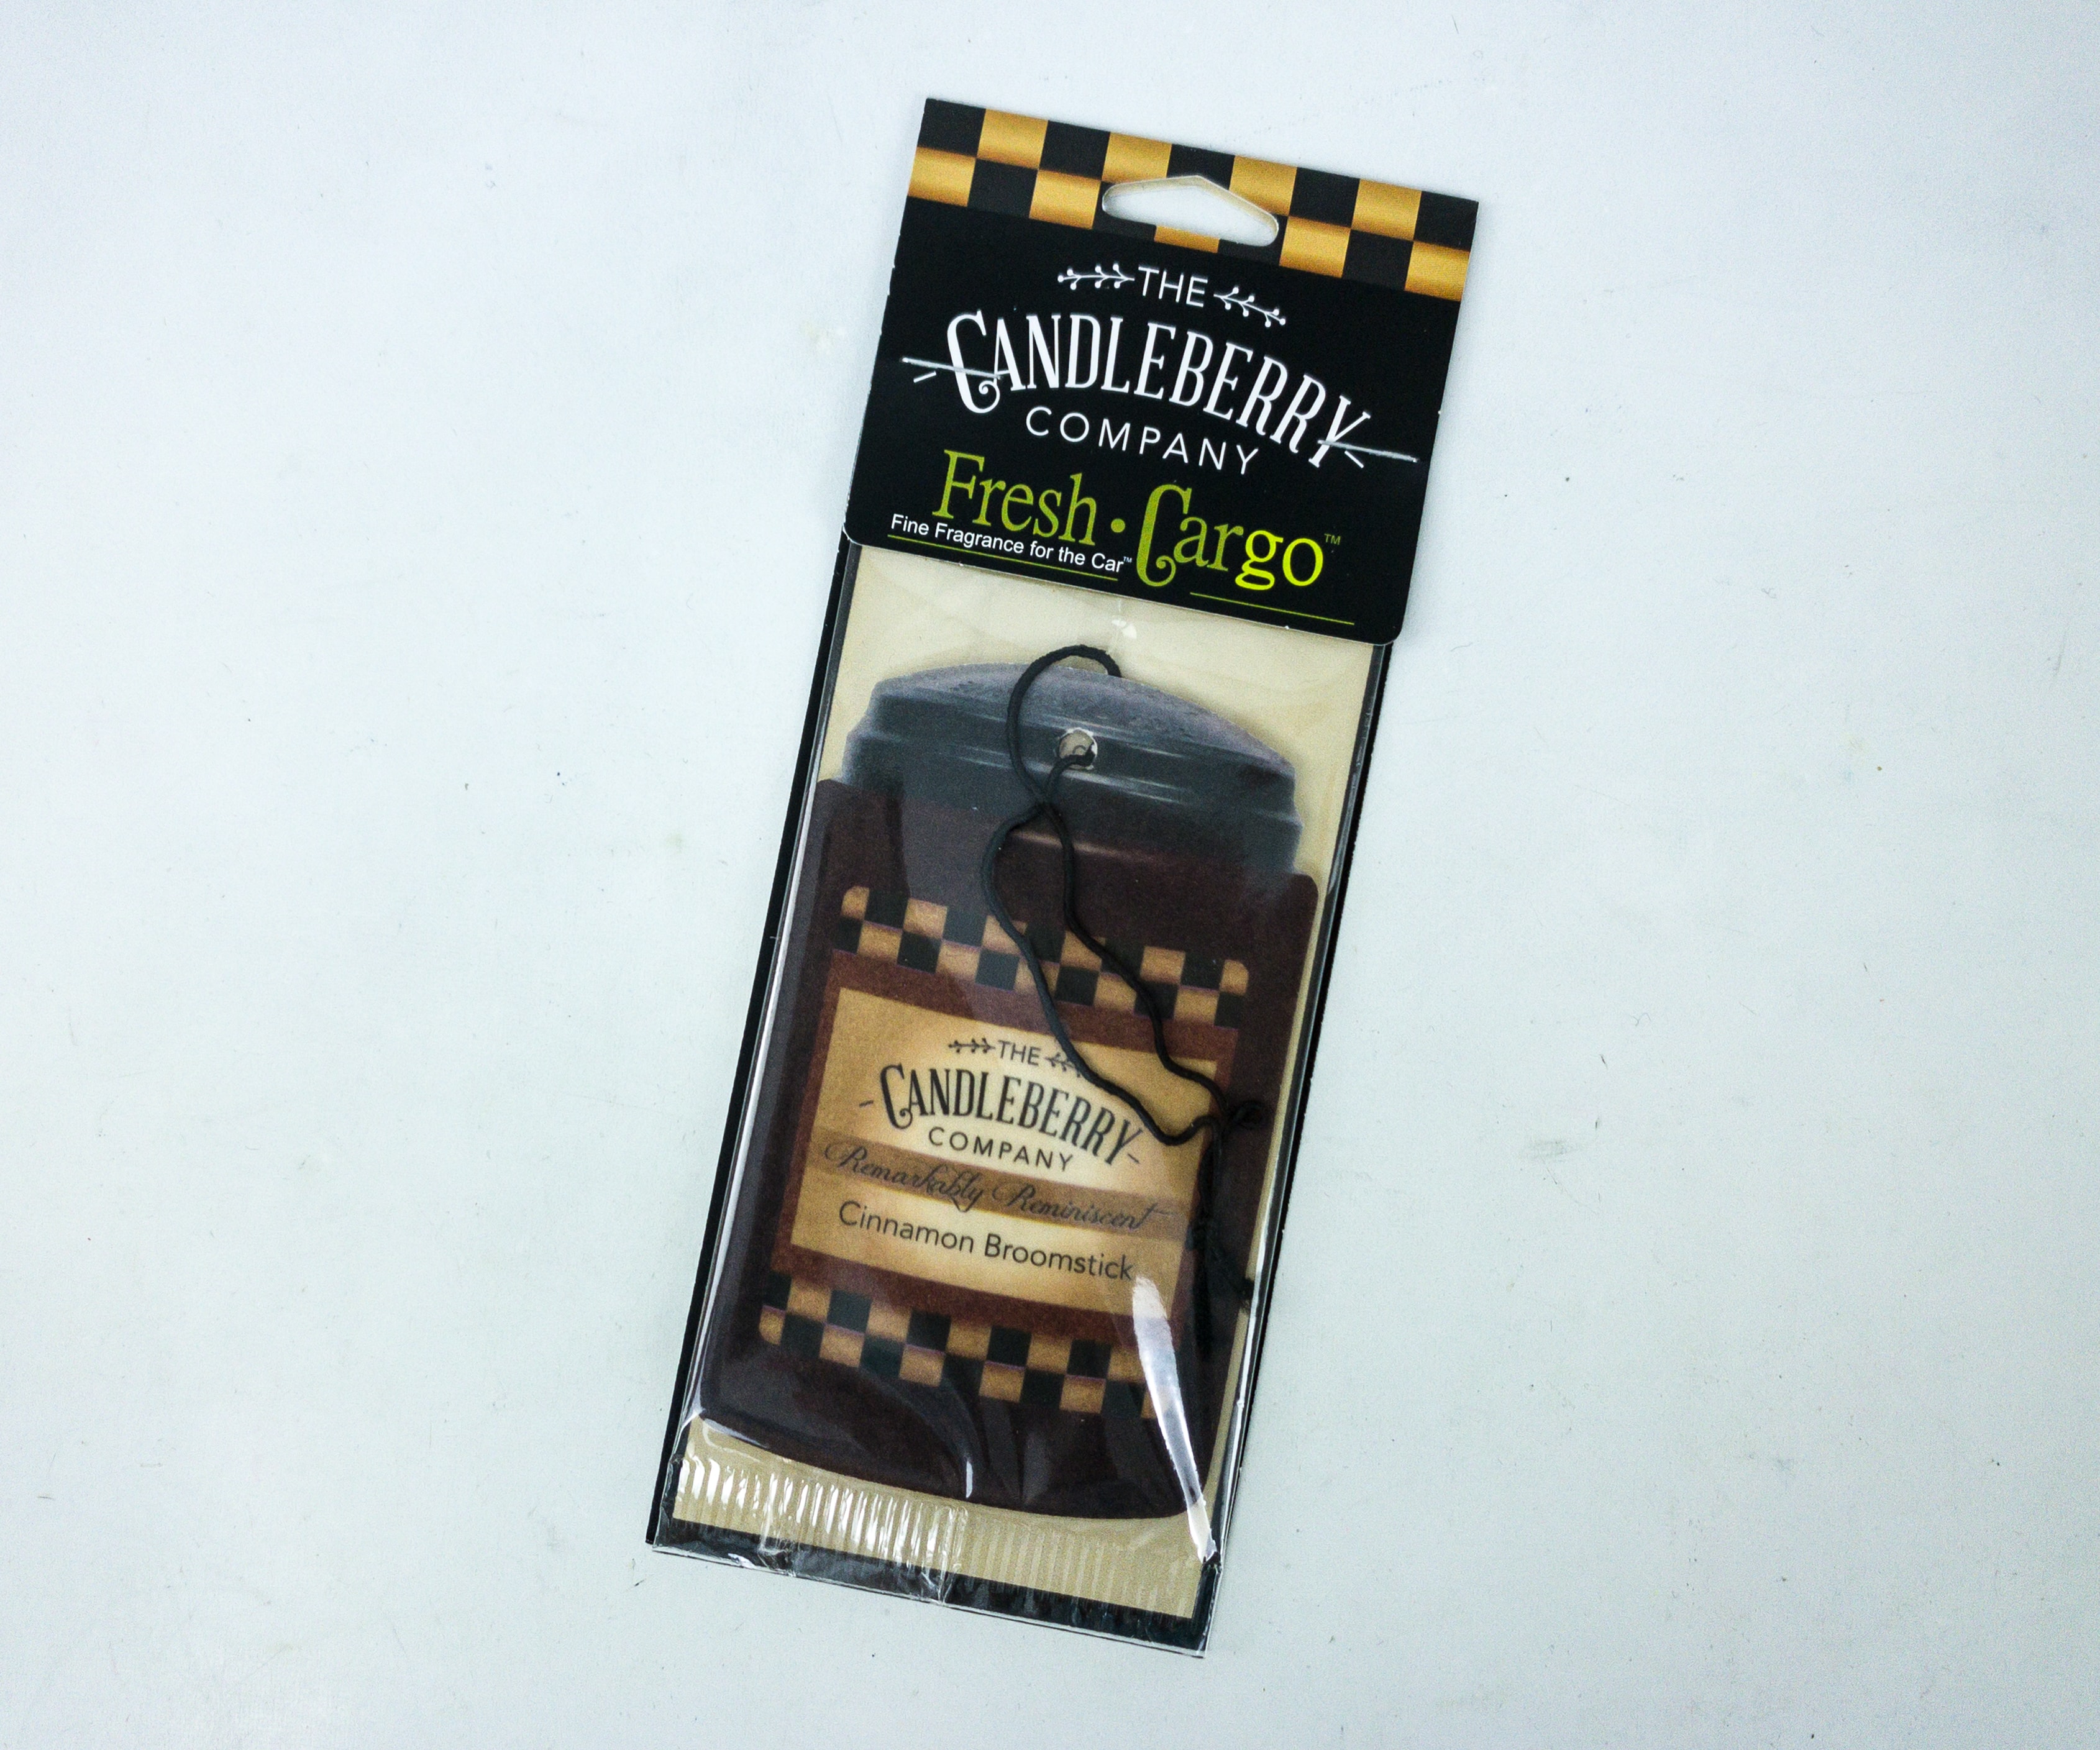 THE
CANDLEBERRY
COMPANY
Fresh • Cargo™
Fine Fragrance for the Car™
THE
CANDLEBERRY
COMPANY
Remarkably Reminiscent
Cinnamon Broomstick